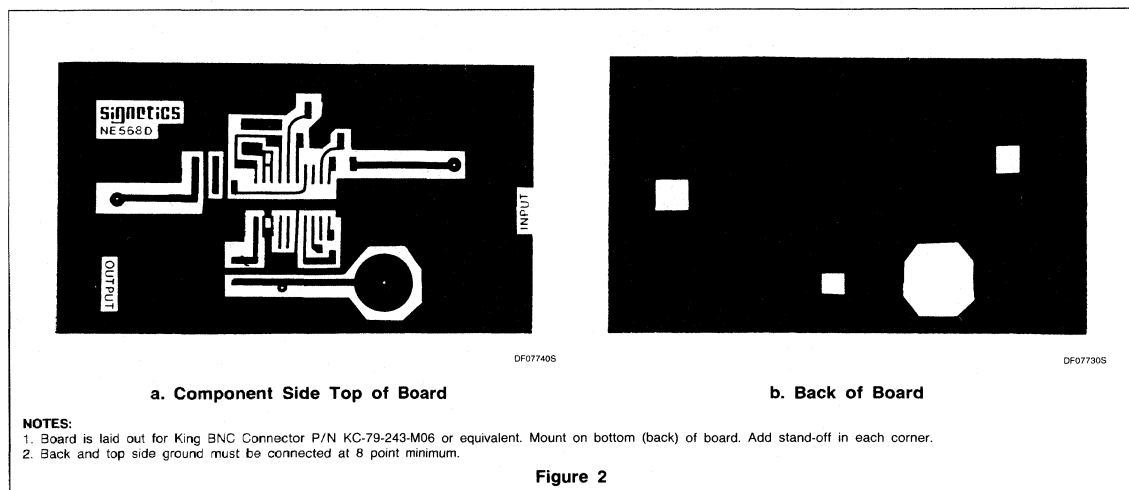 signetics
NE568D
INPUT
OUTPUT
DF07740S
DF07730S
a. Component Side Top of Board
b. Back of Board
NOTES:
1. Board is laid out for King BNC Connector P/N KC-79-243-M06 or equivalent. Mount on bottom (back) of board. Add stand-off in each corner.
2. Back and top side ground must be connected at 8 point minimum.
Figure 2